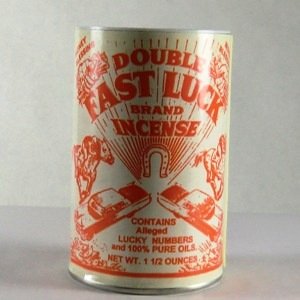 DOUBLE
FAST LUCK
BRAND
INCENSE
CONTAINS
Alleged
LUCKY NUMBERS
and 100% PURE OILS.
NET WT. 1 1/2 OUNCES